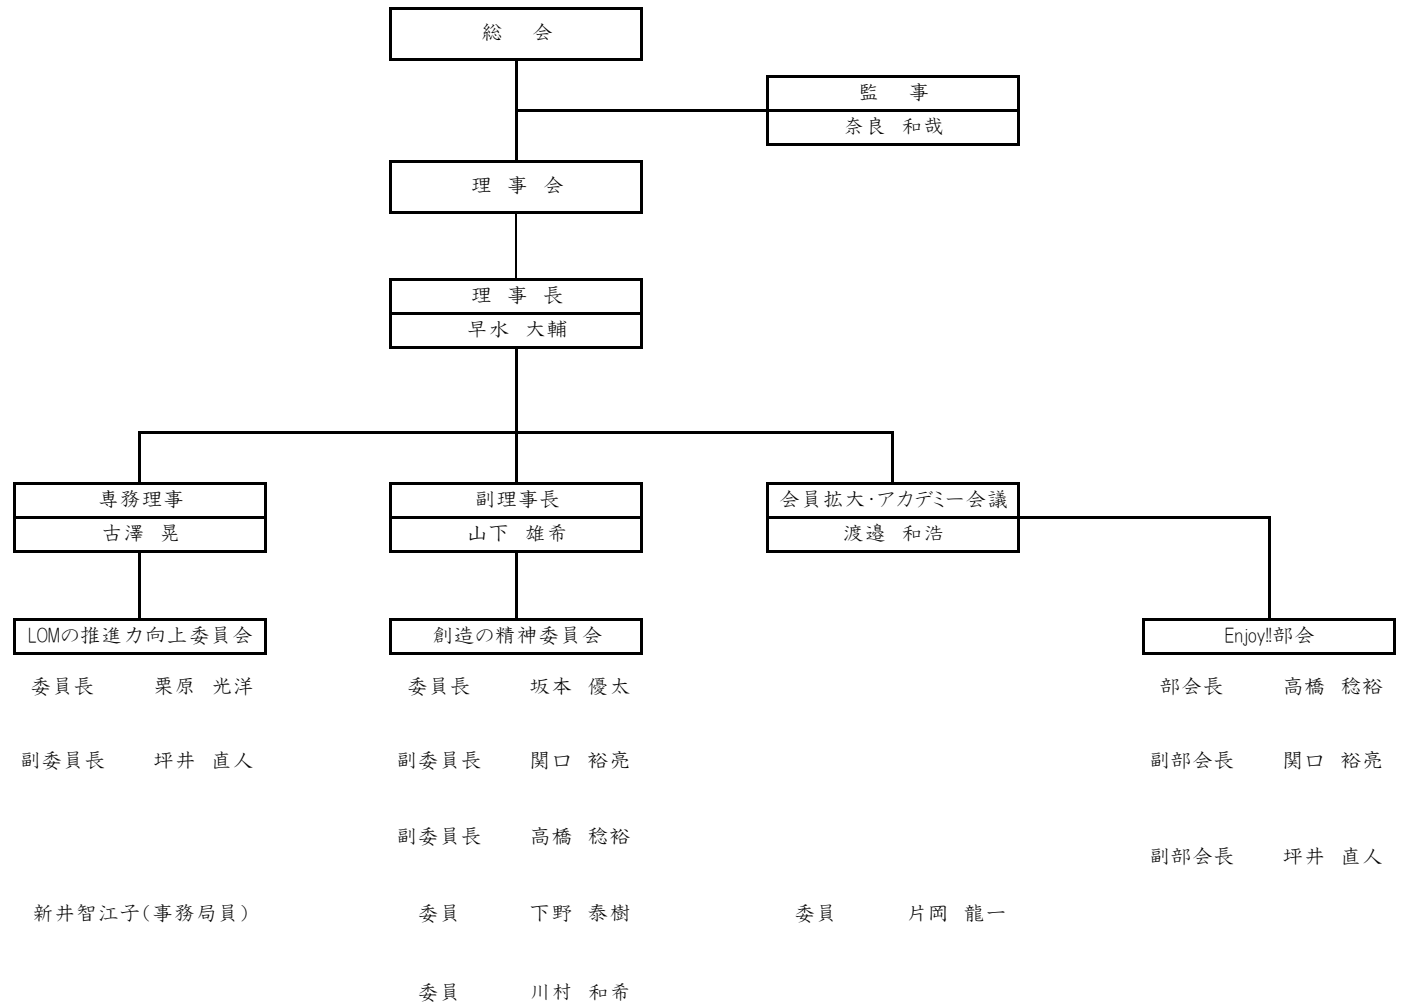 総　会
監　事
奈良 和哉
理 事 会
理 事 長
早水 大輔
専務理事
古澤 晃
副理事長
山下 雄希
会員拡大・アカデミー会議
渡邉 和浩
LOMの推進力向上委員会
創造の精神委員会
Enjoy!!部会
委員長 栗原 光洋
委員長 坂本 優太
部会長 高橋 稔裕
副委員長 坪井 直人
副委員長 関口 裕亮
副部会長 関口 裕亮
副委員長 高橋 稔裕
副部会長 坪井 直人
新井智江子(事務局員)
委員 下野 泰樹
委員 片岡 龍一
委員 川村 和希